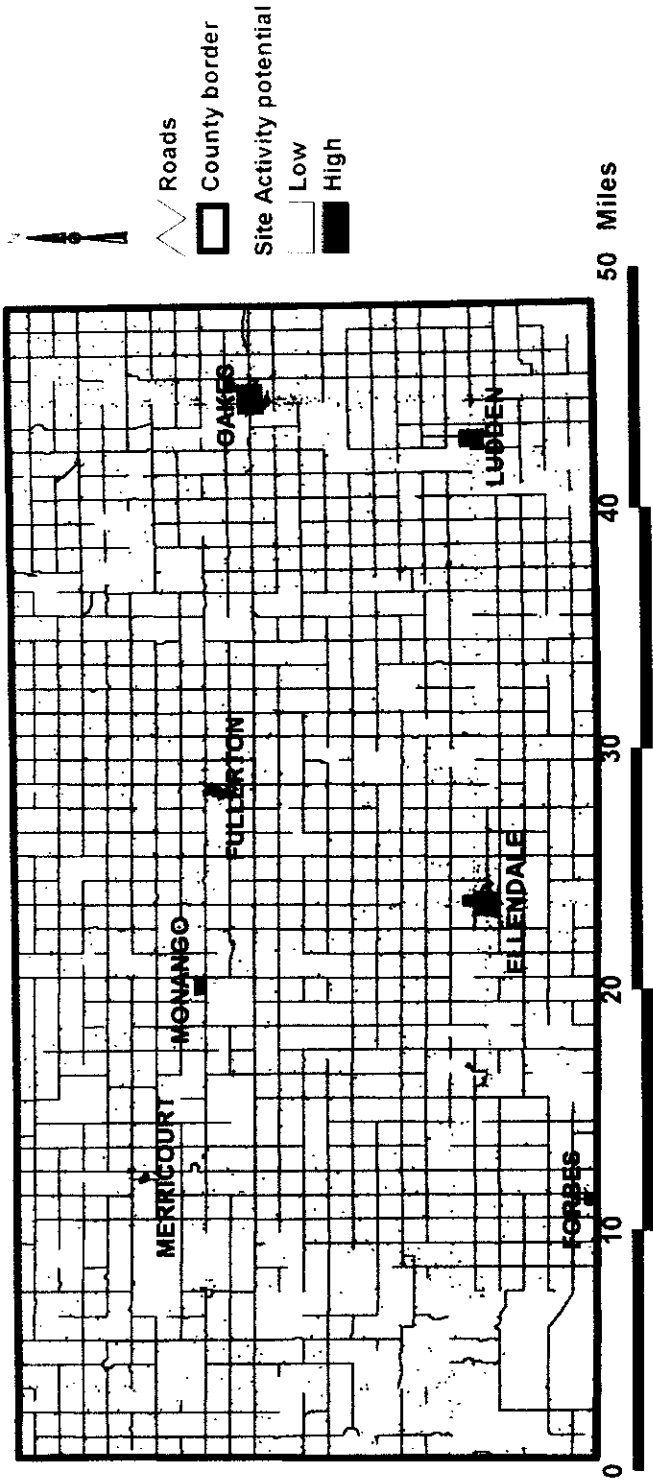 Roads
County border
Site Activity potential
Low
High
OAKES
FULLERTON
MONANGO
MERRICOURT
LUDDEN
ELLENDALE
FORBES
0 10 20 30 40 50 Miles